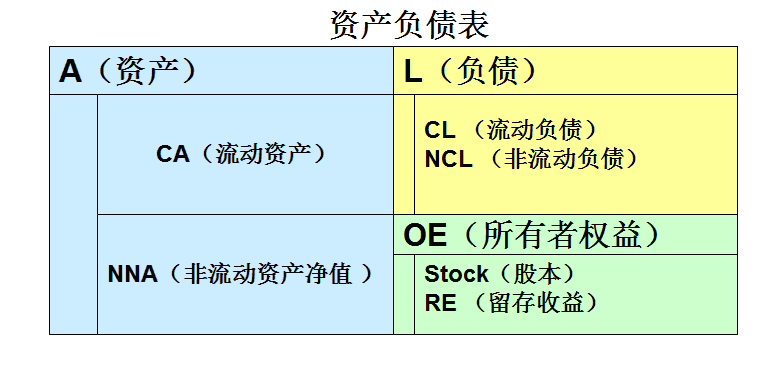 资产负债表
A（资产）
L（负债）
CA（流动资产）
CL （流动负债）
NCL （非流动负债）
NNA（非流动资产净值 ）
OE（所有者权益）
Stock（股本）
RE （留存收益）